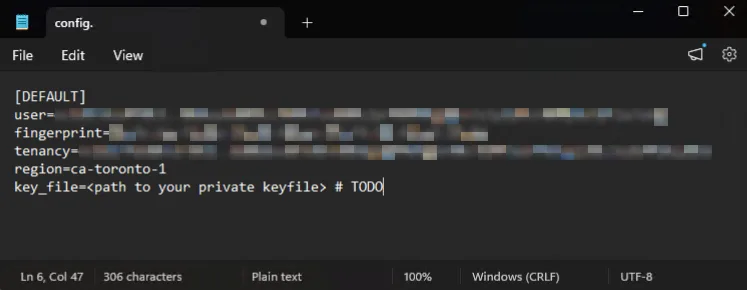 config.
File Edit View
[DEFAULT]
user=
fingerprint=
tenancy=
region=ca-toronto-1
key_file=<path to your private keyfile> # TODO
Ln 6, Col 47 306 characters Plain text 100% Windows (CRLF) UTF-8